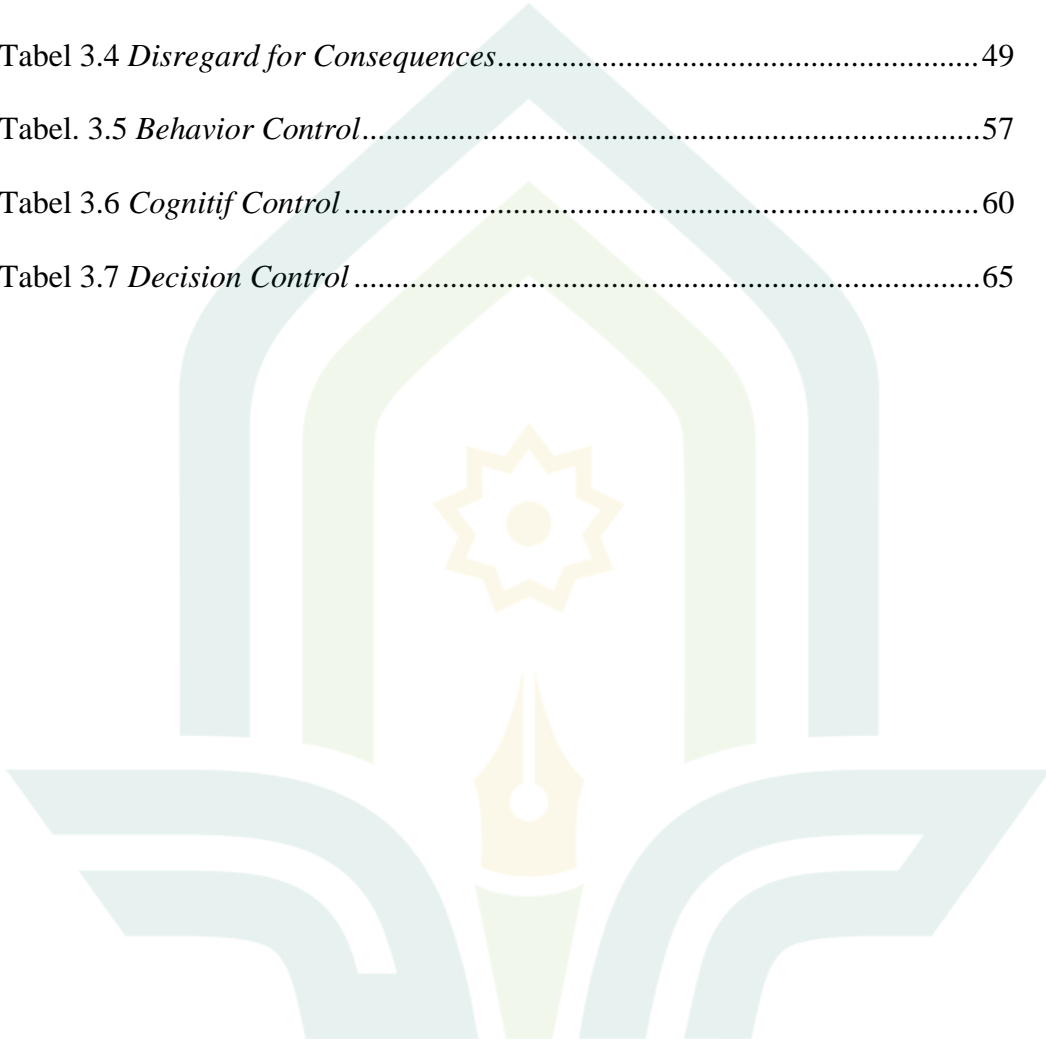 Tabel 3.4 Disregard for Consequences............................................................. 49
Tabel. 3.5 Behavior Control.............................................................................. 57
Tabel 3.6 Cognitif Control ................................................................................ 60
Tabel 3.7 Decision Control ............................................................................... 65